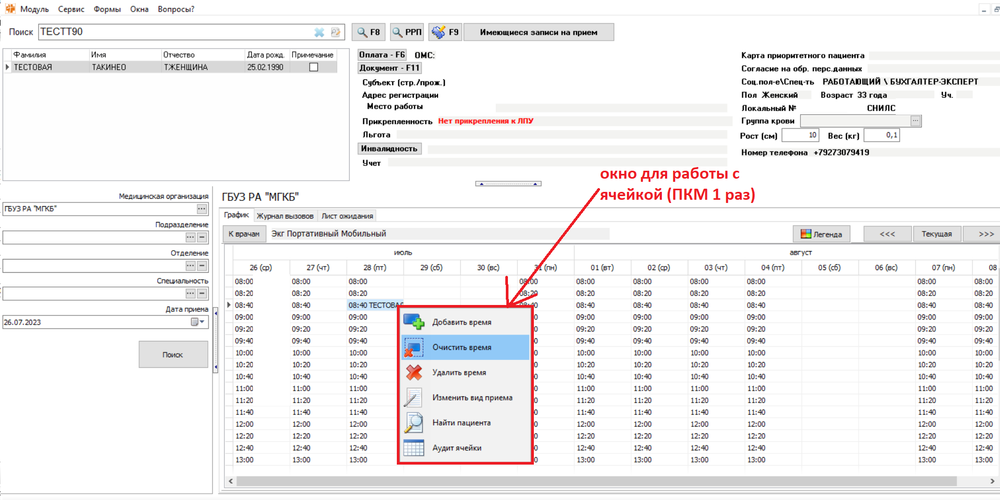 Модуль Сервис Формы Окна Вопросы?
Поиск ТЕСТТ90 F8 РРП F9 Имеющиеся записи на прием
Фамилия Имя Отчество Дата рожд. Примечание
ТЕСТОВАЯ ТАКИНЕО ТЖЕНЩИНА 25.02.1990
Оплата - F6 ОМС:
Документ - F11
Субъект (стр./прож.)
Адрес регистрации
Место работы
Прикрепленность Нет прикрепления к ЛПУ
Льгота
Инвалидность
Учет
Карта приоритетного пациента
Согласие на обр. перс.данных
Соц.пол-е\Спец-ть РАБОТАЮЩИЙ \ БУХГАЛТЕР-ЭКСПЕРТ
Пол Женский Возраст 33 года Уч.
Локальный № СНИЛС
Группа крови ...
Рост (см) 10 Вес (кг) 0,1
Номер телефона +79273079419
окно для работы с
ячейкой (ПКМ 1 раз)
Медицинская организация
ГБУЗ РА "МГКБ" ...
Подразделение
...
Отделение
...
Специальность
...
Дата приема
26.07.2023
Поиск
ГБУЗ РА "МГКБ"
График Журнал вызовов Лист ожидания
К врачам Экг Портативный Мобильный Легенда <<< Текущая >>>
июль август
26 (ср) 27 (чт) 28 (пт) 29 (сб) 30 (вс) 31 (пн) 01 (вт) 02 (ср) 03 (чт) 04 (пт) 05 (сб) 06 (вс) 07 (пн) 08
08:00 08:00 08:00 08:00 08:00 08:00 08:00 08:00 08:00 08:00
08:20 08:20 08:20 08:20 08:20 08:20 08:20 08:20 08:20 08:20
08:40 08:40 08:40 ТЕСТОВАЯ 08:40 08:40 08:40 08:40 08:40 08:40 08:40
09:00 09:00 09:00 0 09:00 09:00 09:00 09:00 09:00 09:00
09:20 09:20 09:20 0 09:20 09:20 09:20 09:20 09:20 09:20
09:40 09:40 09:40 0 09:40 09:40 09:40 09:40 09:40 09:40
10:00 10:00 10:00 0 10:00 10:00 10:00 10:00 10:00 10:00
10:20 10:20 10:20 0 10:20 10:20 10:20 10:20 10:20 10:20
10:40 10:40 10:40 0 10:40 10:40 10:40 10:40 10:40 10:40
11:00 11:00 11:00 0 11:00 11:00 11:00 11:00 11:00 11:00
11:20 11:20 11:20 0 11:20 11:20 11:20 11:20 11:20 11:20
11:40 11:40 11:40 0 11:40 11:40 11:40 11:40 11:40 11:40
12:00 12:00 12:00 0 12:00 12:00 12:00 12:00 12:00 12:00
12:20 12:20 12:20 0 12:20 12:20 12:20 12:20 12:20 12:20
12:40 12:40 12:40 0 12:40 12:40 12:40 12:40 12:40 12:40
13:00 13:00 13:00 0 13:00 13:00 13:00 13:00 13:00 13:00
Добавить время
Очистить время
Удалить время
Изменить вид приема
Найти пациента
Аудит ячейки